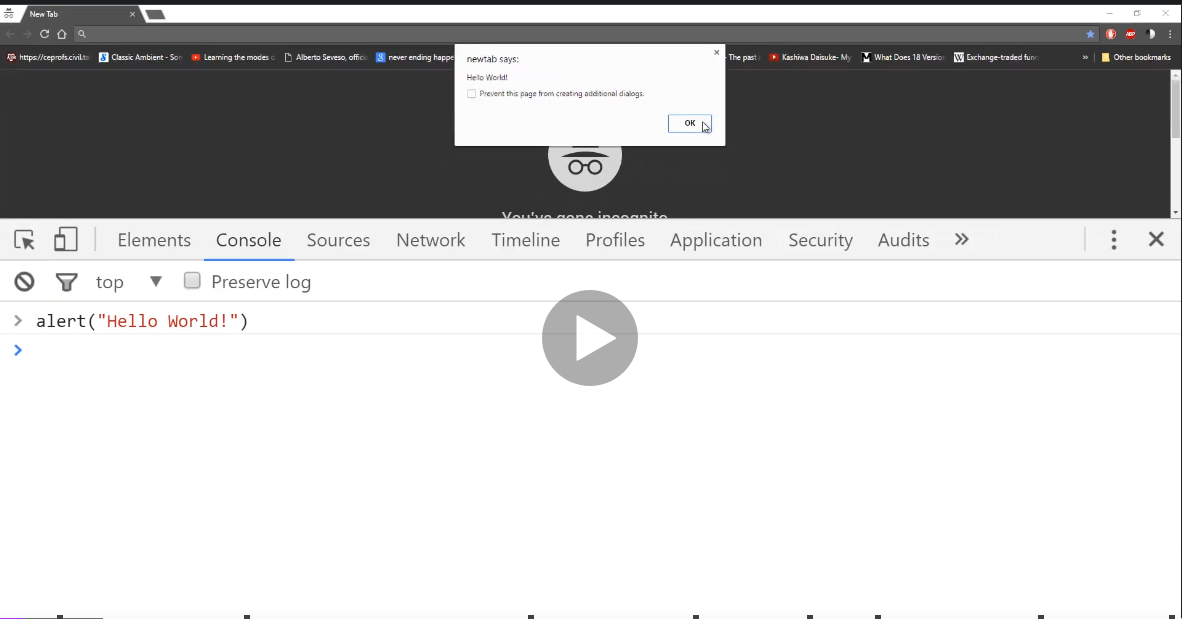 New Tab
https://ceprofs.civil.ta
Classic Ambient - Son
Learning the modes o
Alberto Seveso, offici
never ending happe
The past
Kashiwa Daisuke- My
What Does 18 Version
Exchange-traded fun
»
Other bookmarks
newtab says:
Hello World!
Prevent this page from creating additional dialogs.
OK
ABP
You've gone incognito
Elements Console Sources Network Timeline Profiles Application Security Audits »
top ▼ Preserve log
> alert("Hello World!")
>